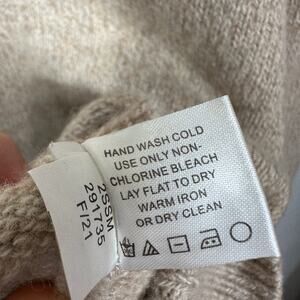 HAND WASH COLD
USE ONLY NON-
CHLORINE BLEACH
LAY FLAT TO DRY
WARM IRON
OR DRY CLEAN
2SSW
291735
F/21